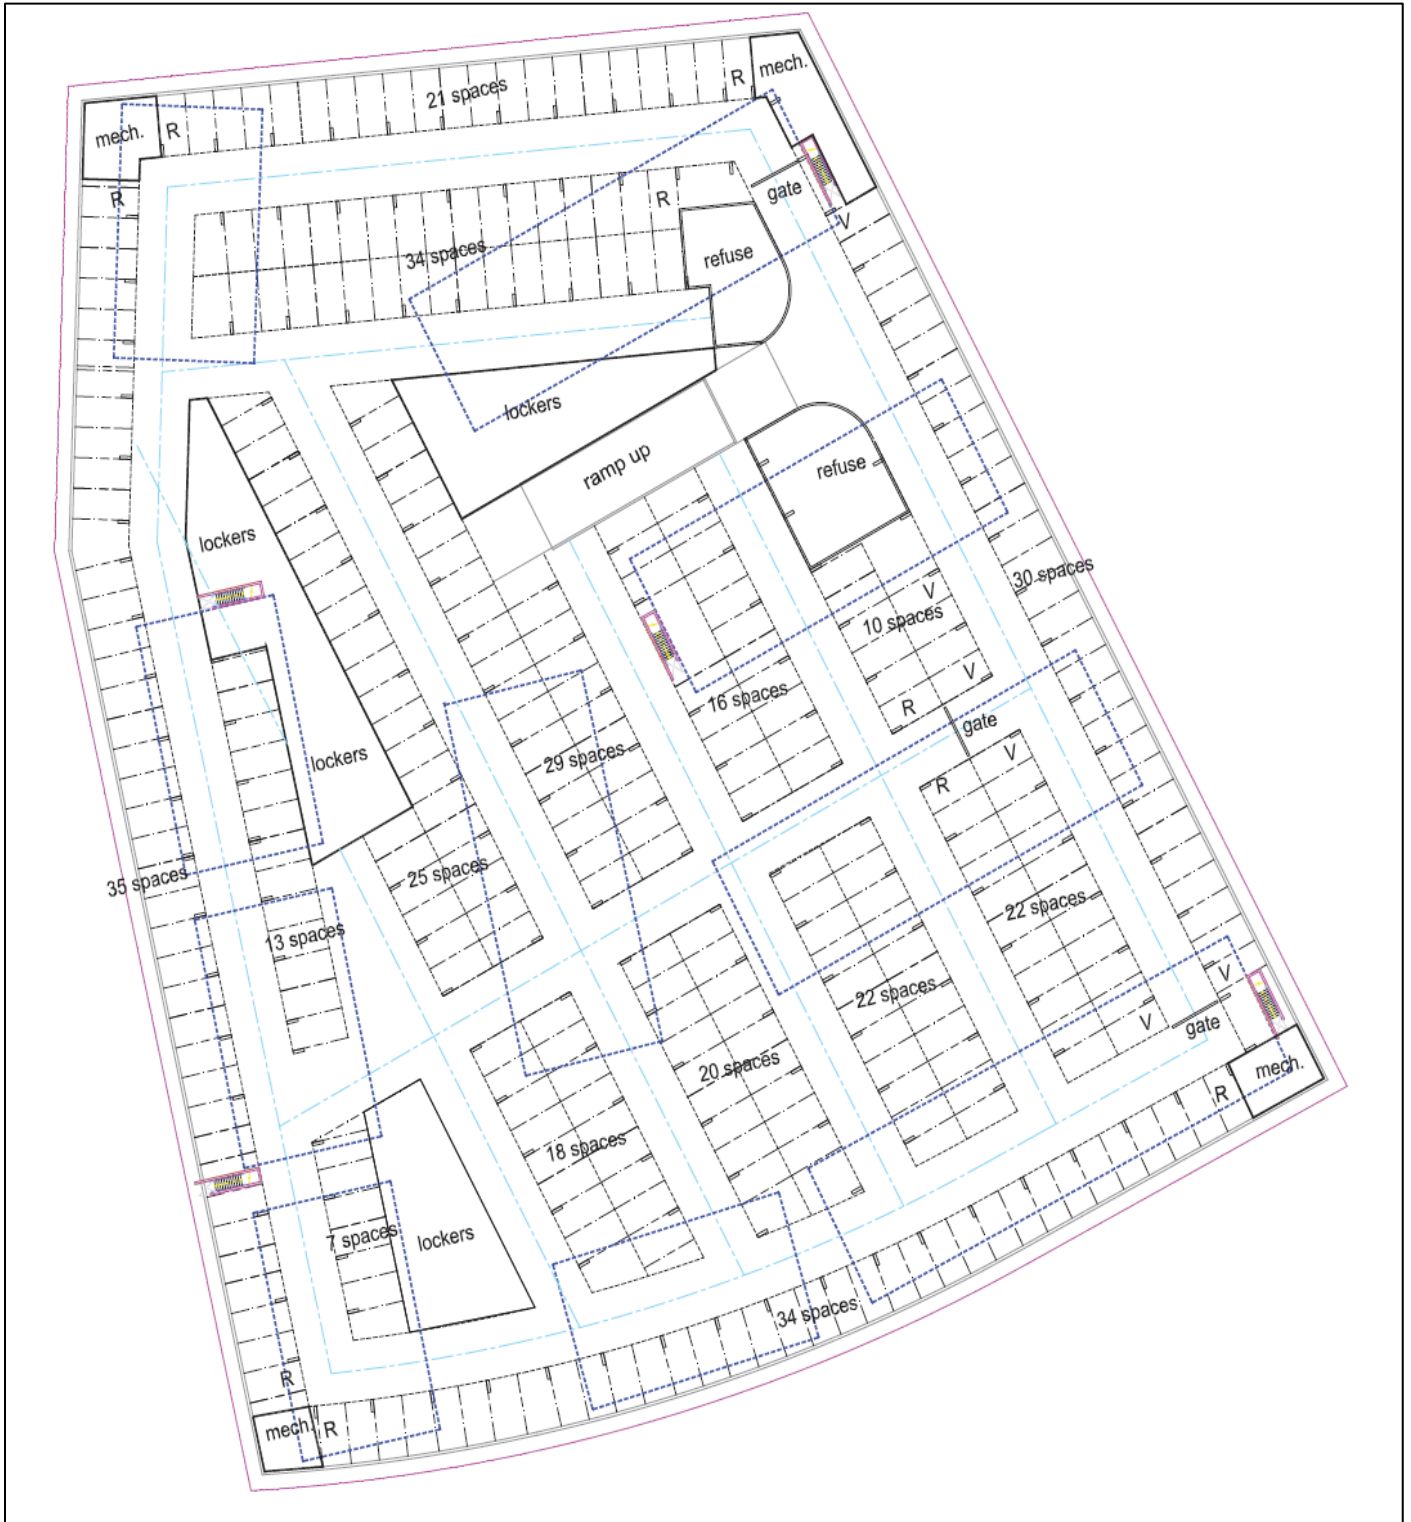 21 spaces
R
mech.
mech.
R
R
R
gate
V
34 spaces
refuse
lockers
ramp up
refuse
lockers
30 spaces
V
10 spaces
V
R
16 spaces
gate
V
29 spaces
lockers
R
25 spaces
35 spaces
22 spaces
13 spaces
22 spaces
V
V
gate
20 spaces
mech.
R
18 spaces
7 spaces
lockers
34 spaces
R
mech.
R